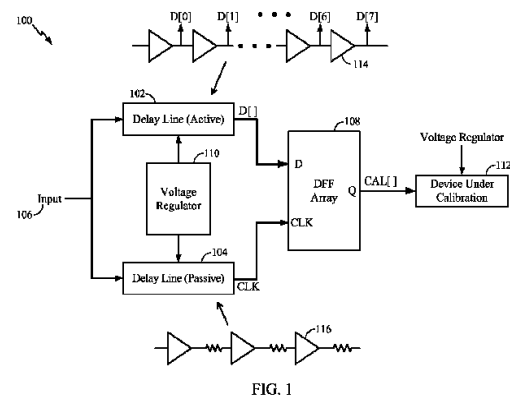 100
D[0] D[1] D[6] D[7]
114
102
Delay Line (Active)
D[ ]
108
110
Voltage
Regulator
Input
106
D
DFF
Array
Q
CLK
CAL[ ]
Voltage Regulator
112
Device Under
Calibration
104
Delay Line (Passive)
CLK
116
FIG. 1